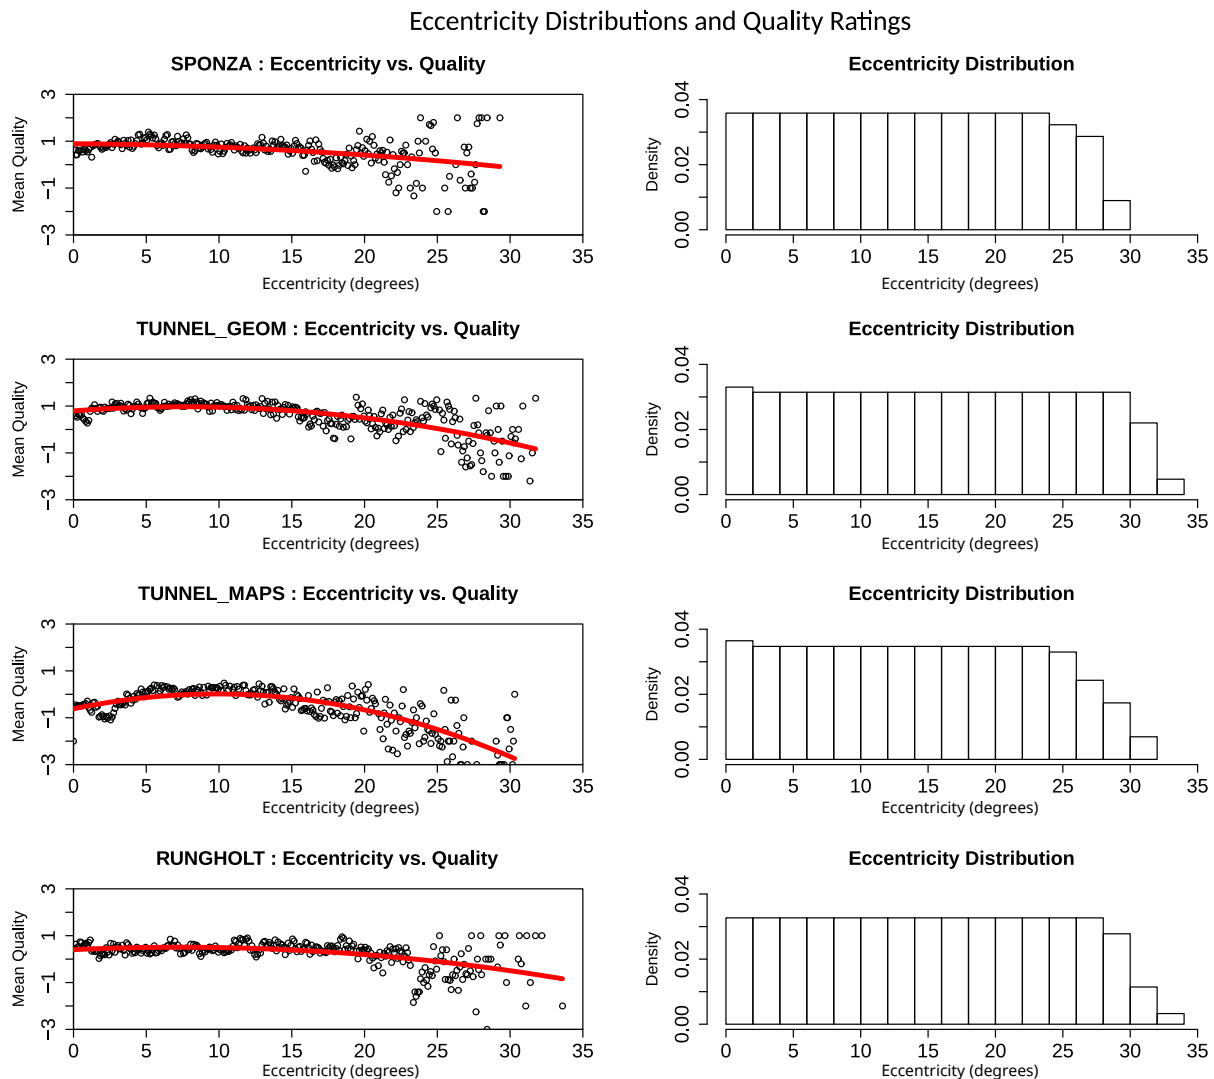 Eccentricity Distributions and Quality Ratings
SPONZA : Eccentricity vs. Quality
Mean Quality
3
1
−1
−3
0 5 10 15 20 25 30 35
Eccentricity (degrees)
Eccentricity Distribution
Density
0.04
0.02
0.00
0 5 10 15 20 25 30 35
Eccentricity (degrees)
TUNNEL_GEOM : Eccentricity vs. Quality
Mean Quality
3
1
−1
−3
0 5 10 15 20 25 30 35
Eccentricity (degrees)
Eccentricity Distribution
Density
0.04
0.02
0.00
0 5 10 15 20 25 30 35
Eccentricity (degrees)
TUNNEL_MAPS : Eccentricity vs. Quality
Mean Quality
3
1
−1
−3
0 5 10 15 20 25 30 35
Eccentricity (degrees)
Eccentricity Distribution
Density
0.04
0.02
0.00
0 5 10 15 20 25 30 35
Eccentricity (degrees)
RUNGHOLT : Eccentricity vs. Quality
Mean Quality
3
1
−1
−3
0 5 10 15 20 25 30 35
Eccentricity (degrees)
Eccentricity Distribution
Density
0.04
0.02
0.00
0 5 10 15 20 25 30 35
Eccentricity (degrees)